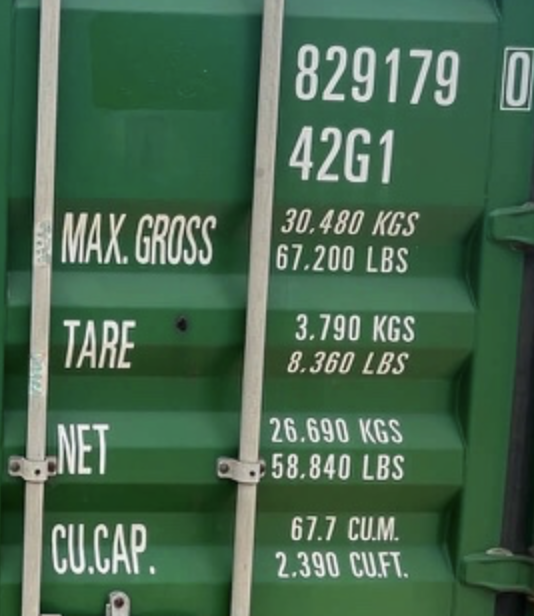 829179 0
42G1
MAX. GROSS 30.480 KGS
67.200 LBS
TARE 3.790 KGS
8.360 LBS
NET 26.690 KGS
58.840 LBS
CU.CAP. 67.7 CU.M.
2.390 CU.FT.